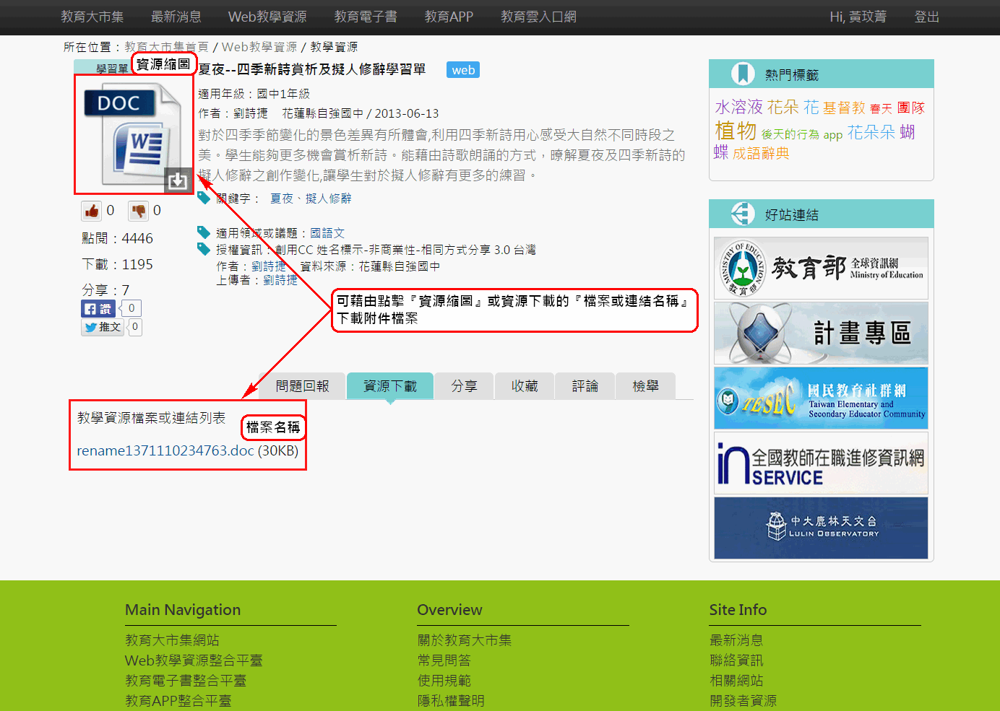 教育大市集 最新消息 Web教學資源 教育電子書 教育APP 教育雲入口網 Hi, 黃玟菁 登出
所在位置：教育大市集首頁 / Web教學資源 / 教學資源
學習單
資源縮圖
夏夜--四季新詩賞析及擬人修辭學習單 web
DOC
W
適用年級：國中1年級
作者：劉詩捷 花蓮縣自強國中 / 2013-06-13
對於四季季節變化的景色差異有所體會,利用四季新詩用心感受大自然不同時段之
美。學生能夠更多機會賞析新詩。能藉由詩歌朗誦的方式，瞭解夏夜及四季新詩的
擬人修辭之創作變化,讓學生對於擬人修辭有更多的練習。
關鍵字： 夏夜、擬人修辭
0 0
點閱：4446
下載：1195
分享：7
讚 0
推文 0
適用領域或議題：國語文
授權資訊：創用CC 姓名標示-非商業性-相同方式分享 3.0 台灣
作者：劉詩捷 資料來源：花蓮縣自強國中
上傳者：劉詩捷
可藉由點擊『資源縮圖』或資源下載的『檔案或連結名稱』
下載附件檔案
問題回報 資源下載 分享 收藏 評論 檢舉
教學資源檔案或連結列表
檔案名稱
rename1371110234763.doc (30KB)
熱門標籤
水溶液 花朵 花 基督教 春天 團隊
植物 後天的行為 app 花朵朵 蝴
蝶 成語辭典
好站連結
MINISTRY OF EDUCATION
教育部
教育部 全球資訊網
Ministry of Education
計畫專區
TESEC 國民教育社群網
Taiwan Elementary and
Secondary Educator Community
in 全國教師在職進修資訊網
SERVICE
中大鹿林天文台
LULIN OBSERVATORY
Main Navigation
教育大市集網站
Web教學資源整合平臺
教育電子書整合平臺
教育APP整合平臺
Overview
關於教育大市集
常見問答
使用規範
隱私權聲明
Site Info
最新消息
聯絡資訊
相關網站
開發者資源